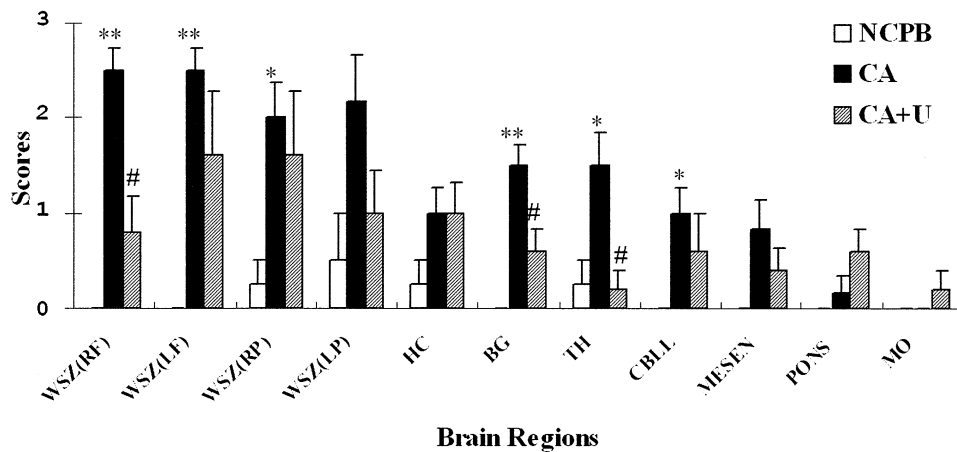 3
2
1
0
Scores
** ** * ** * *
# # #
NCPB
CA
CA+U
WSZ(RF) WSZ(LF) WSZ(RP) WSZ(LP) HC BG TH CBLL MESEN PONS MO
Brain Regions